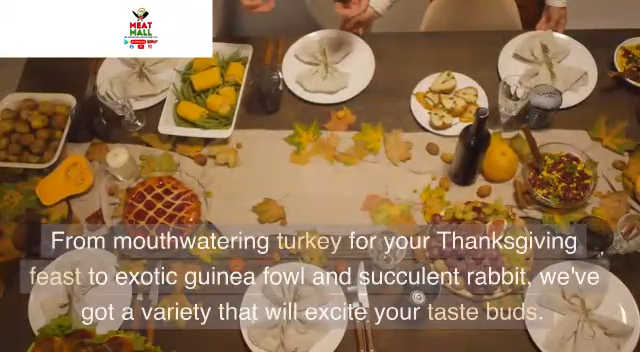 MEAT
MALL
From mouthwatering turkey for your Thanksgiving
feast to exotic guinea fowl and succulent rabbit, we've
got a variety that will excite your taste buds.